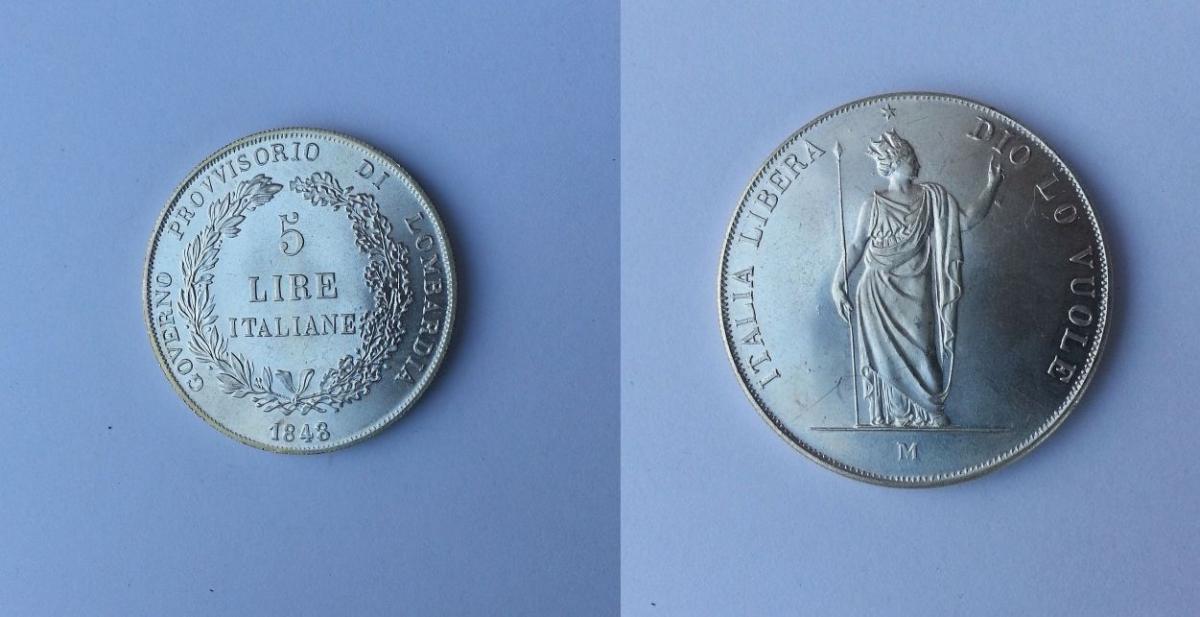 GOVERNO PROVVISORIO DI LOMBARDIA
5
LIRE
ITALIANE
1848
ITALIA LIBERA DIO LO VUOLE
M